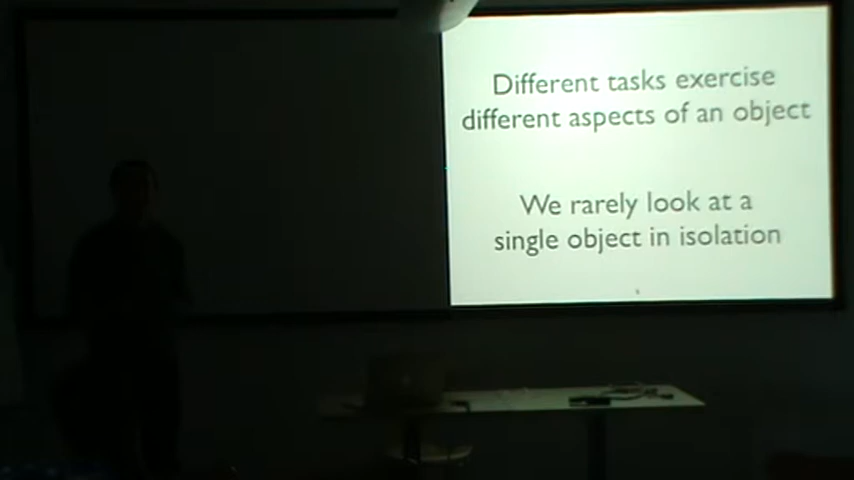 Different tasks exercise
different aspects of an object
We rarely look at a
single object in isolation